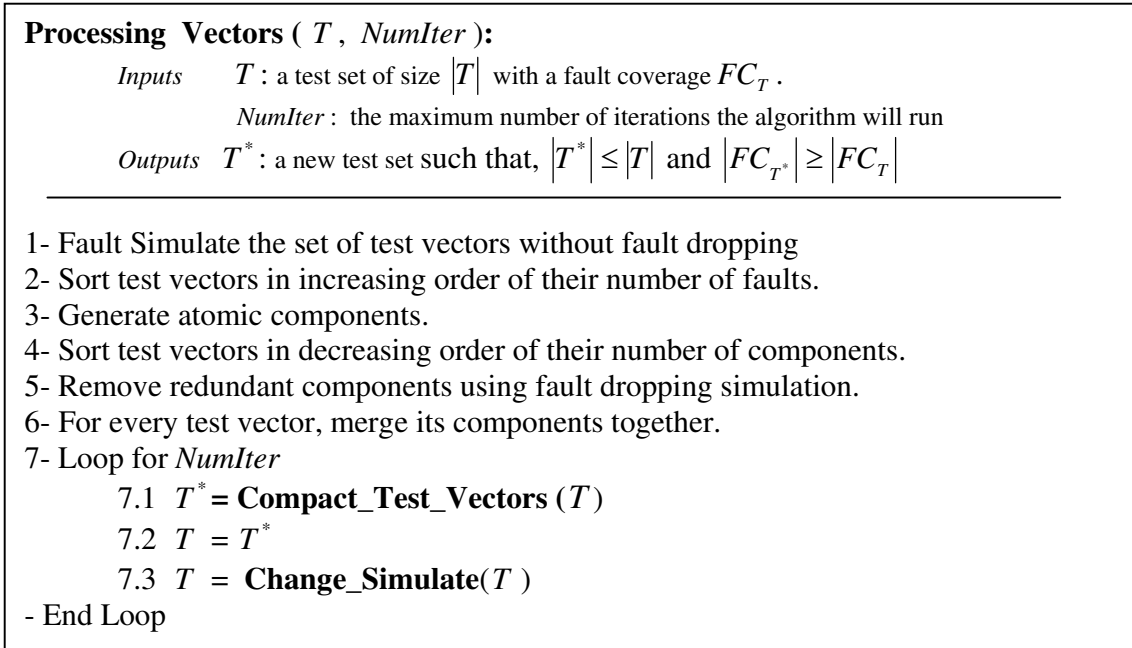 Processing Vectors ( T , NumIter ):
Inputs T : a test set of size |T| with a fault coverage FC_T .
NumIter : the maximum number of iterations the algorithm will run
Outputs T* : a new test set such that, |T*| ≤ |T| and |FC_T*| ≥ |FC_T|
1- Fault Simulate the set of test vectors without fault dropping
2- Sort test vectors in increasing order of their number of faults.
3- Generate atomic components.
4- Sort test vectors in decreasing order of their number of components.
5- Remove redundant components using fault dropping simulation.
6- For every test vector, merge its components together.
7- Loop for NumIter
7.1 T* = Compact_Test_Vectors (T)
7.2 T = T*
7.3 T = Change_Simulate(T )
- End Loop